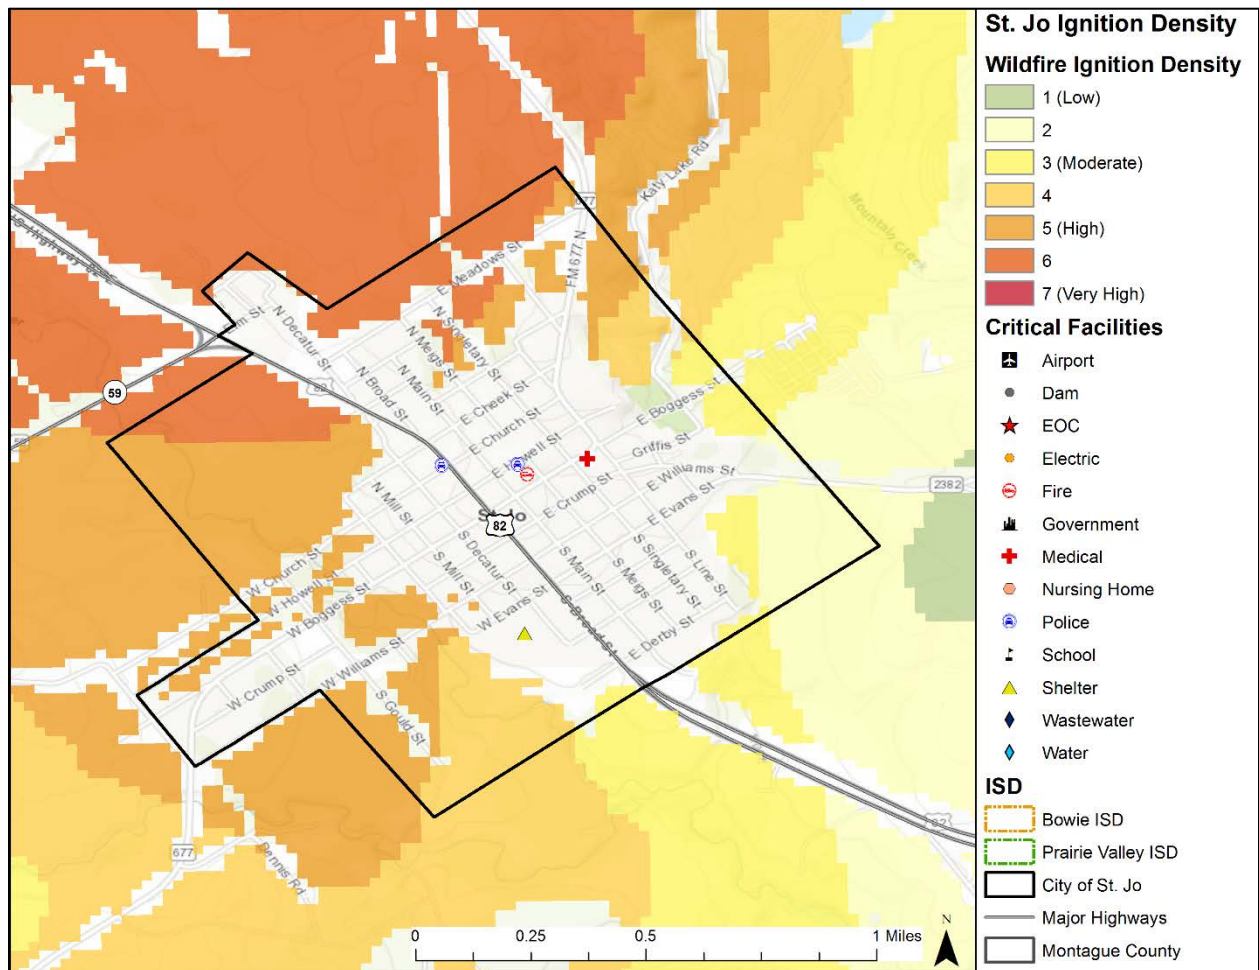 St. Jo Ignition Density
Wildfire Ignition Density
1 (Low)
2
3 (Moderate)
4
5 (High)
6
7 (Very High)
Critical Facilities
Airport
Dam
EOC
Electric
Fire
Government
Medical
Nursing Home
Police
School
Shelter
Wastewater
Water
ISD
Bowie ISD
Prairie Valley ISD
City of St. Jo
Major Highways
Montague County
Katy Lake Rd
Mountain Creek
FM 677 N
E Meadows St
N Singletary St
N Meigs St
N Main St
N Decatur St
N Broad St
59
82
E Creek St
E Church St
E Howell St
E Boggess St
Griffis St
E Williams St
2382
E Crump St
E Evans St
N Mill St
82
S Decatur St
S Mill St
S Main St
S Meigs St
S Singletary St
S Line St
W Church St
W Howell St
W Boggess St
W Evans St
S Broad St
E Derby St
W Williams St
W Crump St
S Gould St
677
Dennis Rd
82
0 0.25 0.5 1 Miles
N